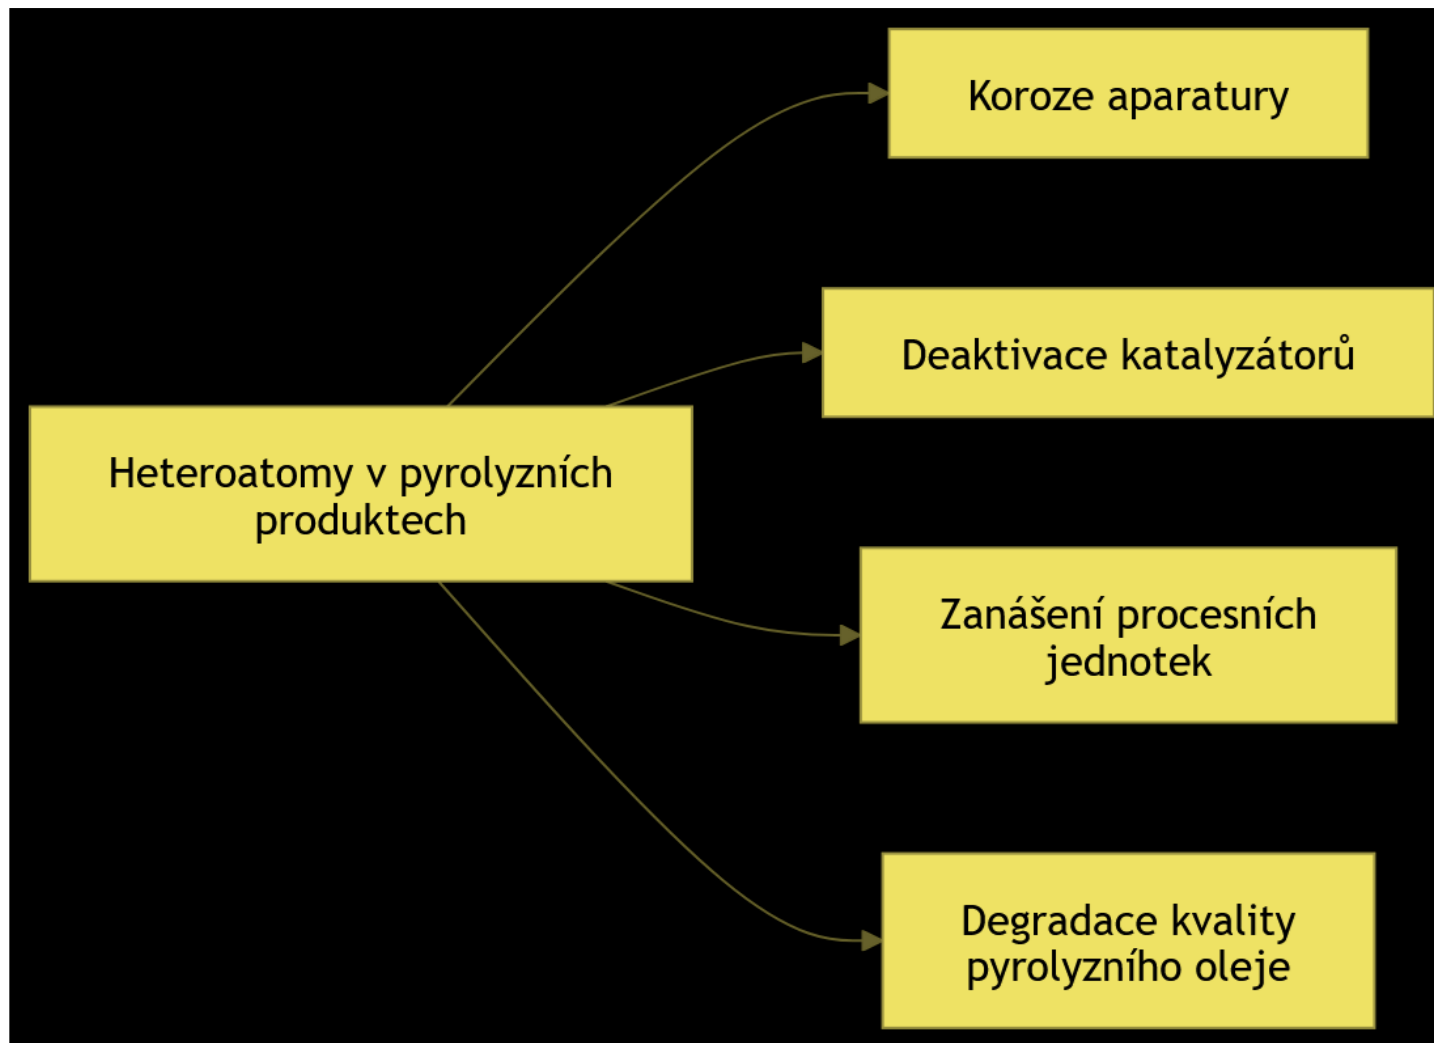 Koroze aparatury
Deaktivace katalyzátorů
Heteroatomy v pyrolyzních
produktech
Zanášení procesních
jednotek
Degradace kvality
pyrolyzního oleje